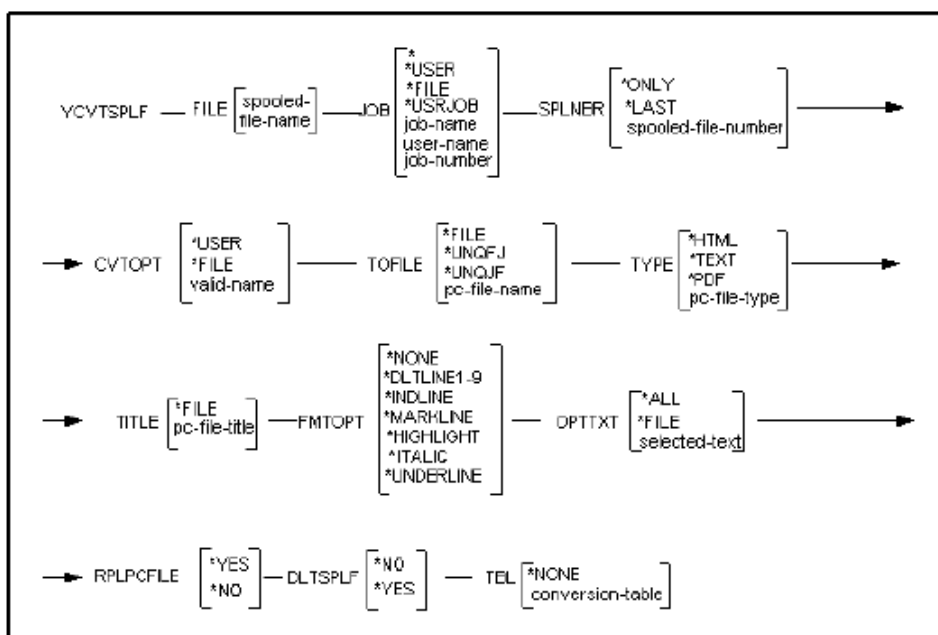 YCVTSPLF FILE spooled-file-name JOB * SPLNER *ONLY
*USER
*FILE
*USRJOB
job-name
user-name
job-number
*LAST
spooled-file-number
CVTOPT *USER
*FILE
valid-name
TOFILE *FILE
*UNQFJ
*UNQJF
pc-file-name
TYPE *HTML
*TEXT
*PDF
pc-file-type
TITLE *FILE
pc-file-title
FMTOPT *NONE
*DLTLINE1-9
*INDLINE
*MARKLINE
*HIGHLIGHT
*ITALIC
*UNDERLINE
OPTTXT *ALL
*FILE
selected-text
RPLPCFILE *YES
*NO
DLTSPLF *NO
*YES
TBL *NONE
conversion-table